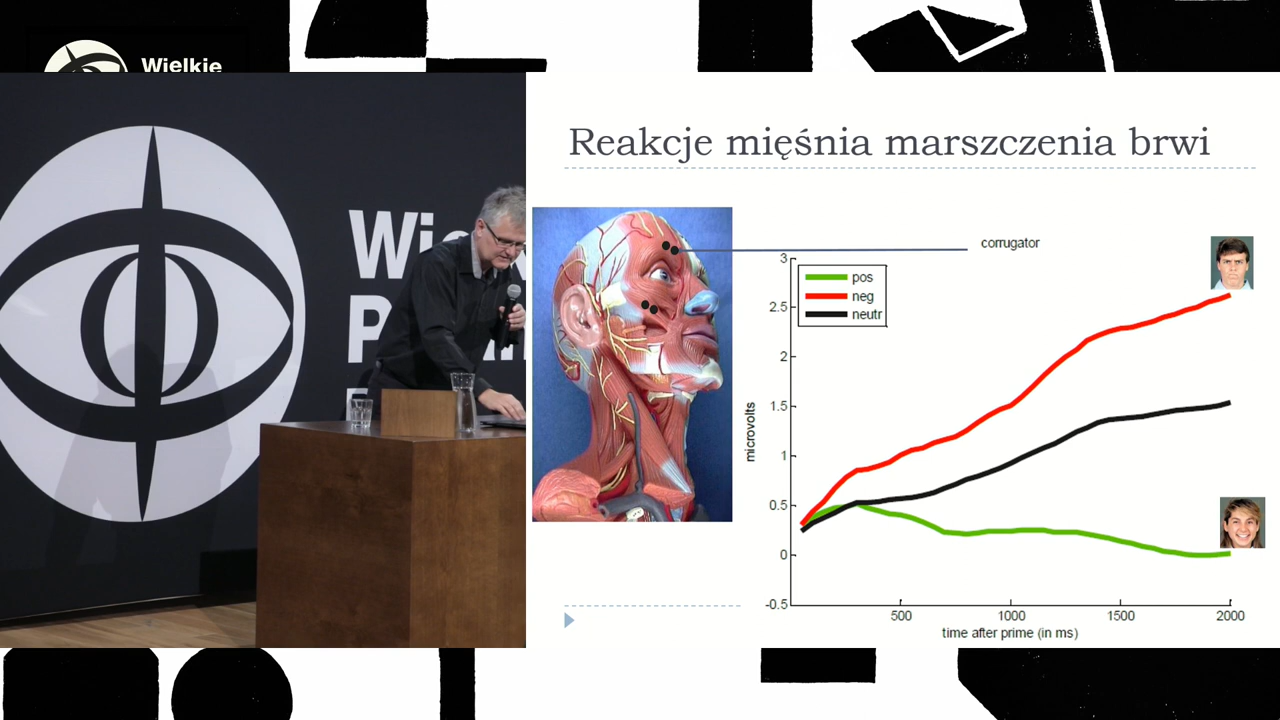 Wielkie
Reakcje mięśnia marszczenia brwi
corrugator
3
2.5
2
1.5
1
0.5
0
-0.5
microvolts
pos
neg
neutr
500
1000
1500
2000
time after prime (in ms)